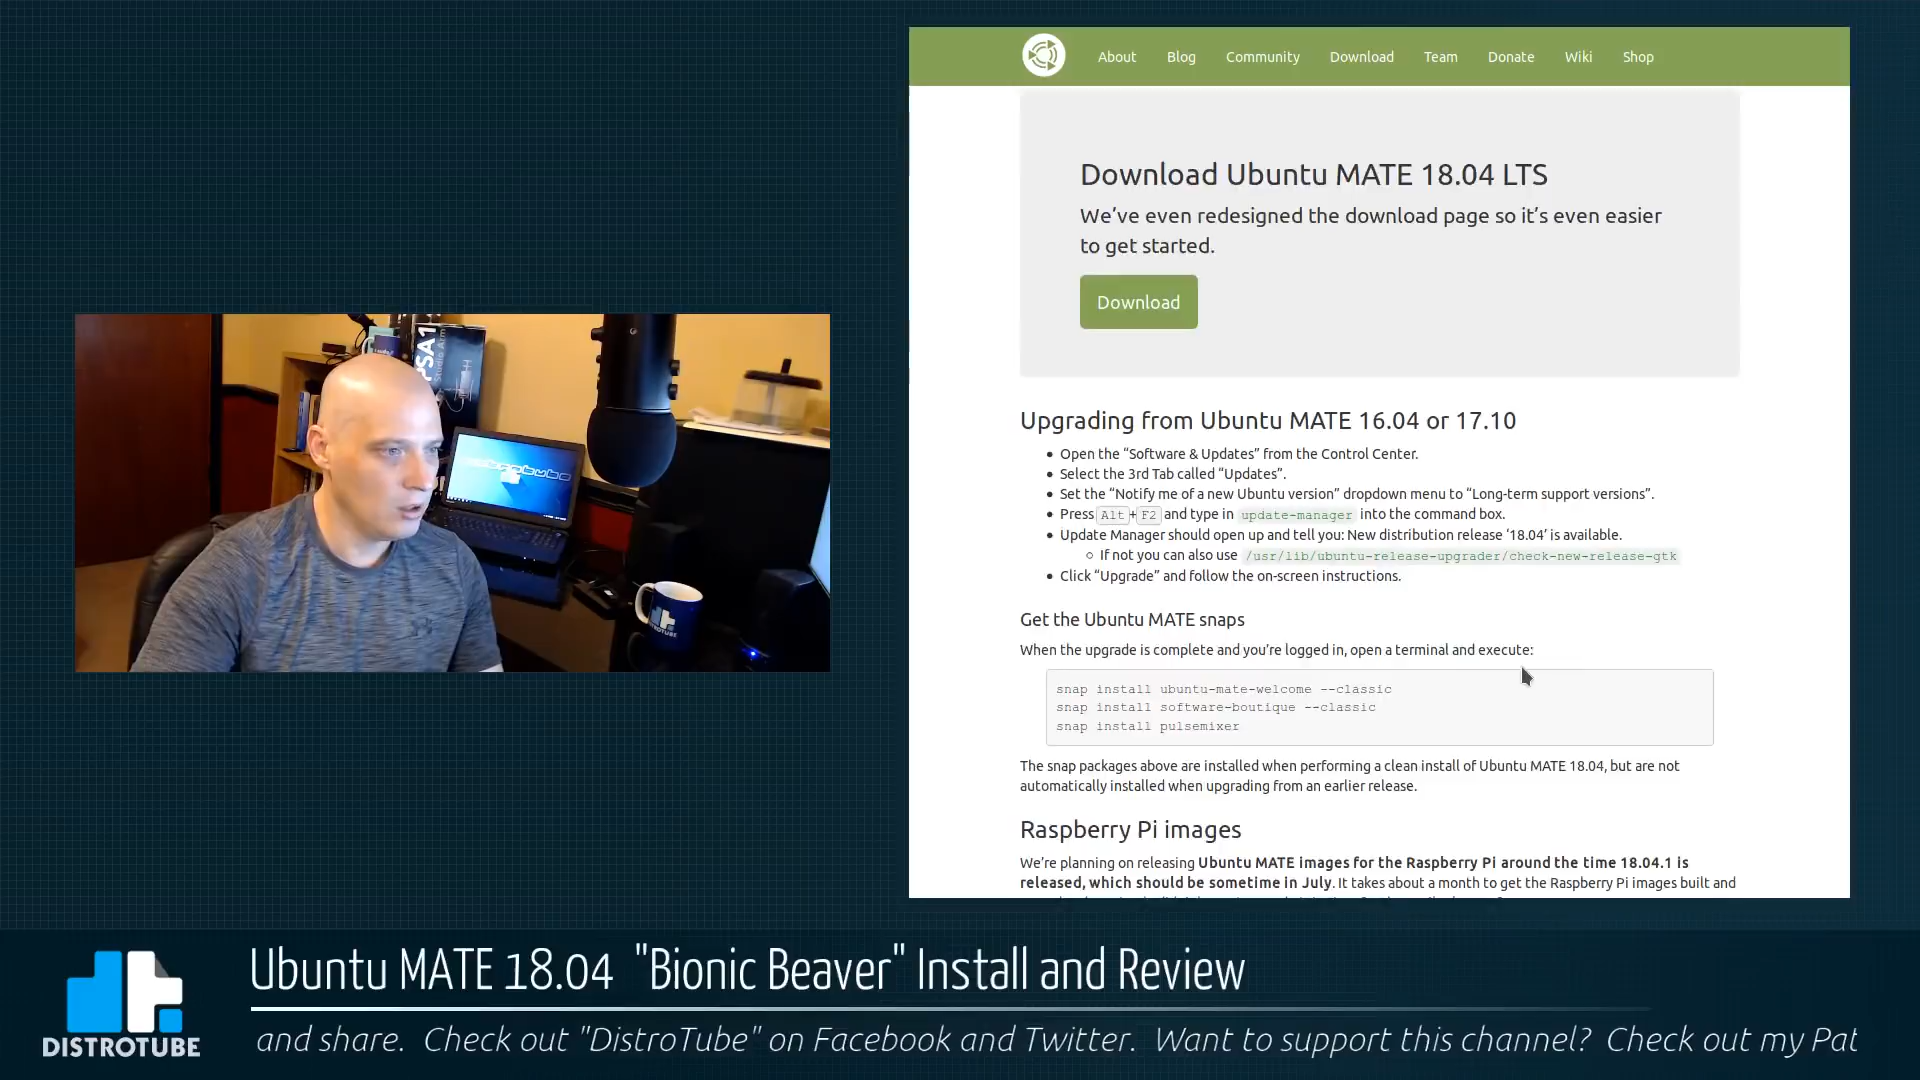 About Blog Community Download Team Donate Wiki Shop
Download Ubuntu MATE 18.04 LTS
We’ve even redesigned the download page so it’s even easier
to get started.
Download
Upgrading from Ubuntu MATE 16.04 or 17.10
Open the “Software & Updates” from the Control Center.
Select the 3rd Tab called “Updates”.
Set the “Notify me of a new Ubuntu version” dropdown menu to “Long-term support versions”.
Press Alt+F2 and type in update-manager into the command box.
Update Manager should open up and tell you: New distribution release ‘18.04’ is available.
If not you can also use /usr/lib/ubuntu-release-upgrader/check-new-release-gtk
Click “Upgrade” and follow the on-screen instructions.
Get the Ubuntu MATE snaps
When the upgrade is complete and you’re logged in, open a terminal and execute:
snap install ubuntu-mate-welcome --classic
snap install software-boutique --classic
snap install pulsemixer
The snap packages above are installed when performing a clean install of Ubuntu MATE 18.04, but are not
automatically installed when upgrading from an earlier release.
Raspberry Pi images
We’re planning on releasing Ubuntu MATE images for the Raspberry Pi around the time 18.04.1 is
released, which should be sometime in July. It takes about a month to get the Raspberry Pi images built and
PSA1
Studio Arm
distrotube
DISTROTUBE
Ubuntu MATE 18.04 "Bionic Beaver" Install and Review
DISTROTUBE
and share. Check out "DistroTube" on Facebook and Twitter. Want to support this channel? Check out my Pat